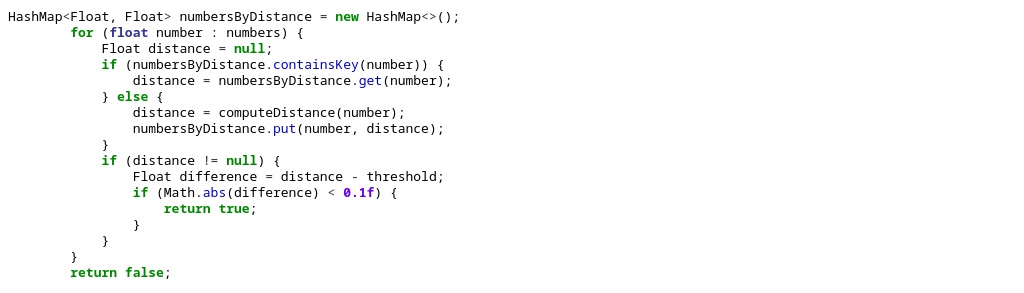 HashMap<Float, Float> numbersByDistance = new HashMap<>();
        for (float number : numbers) {
            Float distance = null;
            if (numbersByDistance.containsKey(number)) {
                distance = numbersByDistance.get(number);
            } else {
                distance = computeDistance(number);
                numbersByDistance.put(number, distance);
            }
            if (distance != null) {
                Float difference = distance - threshold;
                if (Math.abs(difference) < 0.1f) {
                    return true;
                }
            }
        }
        return false;